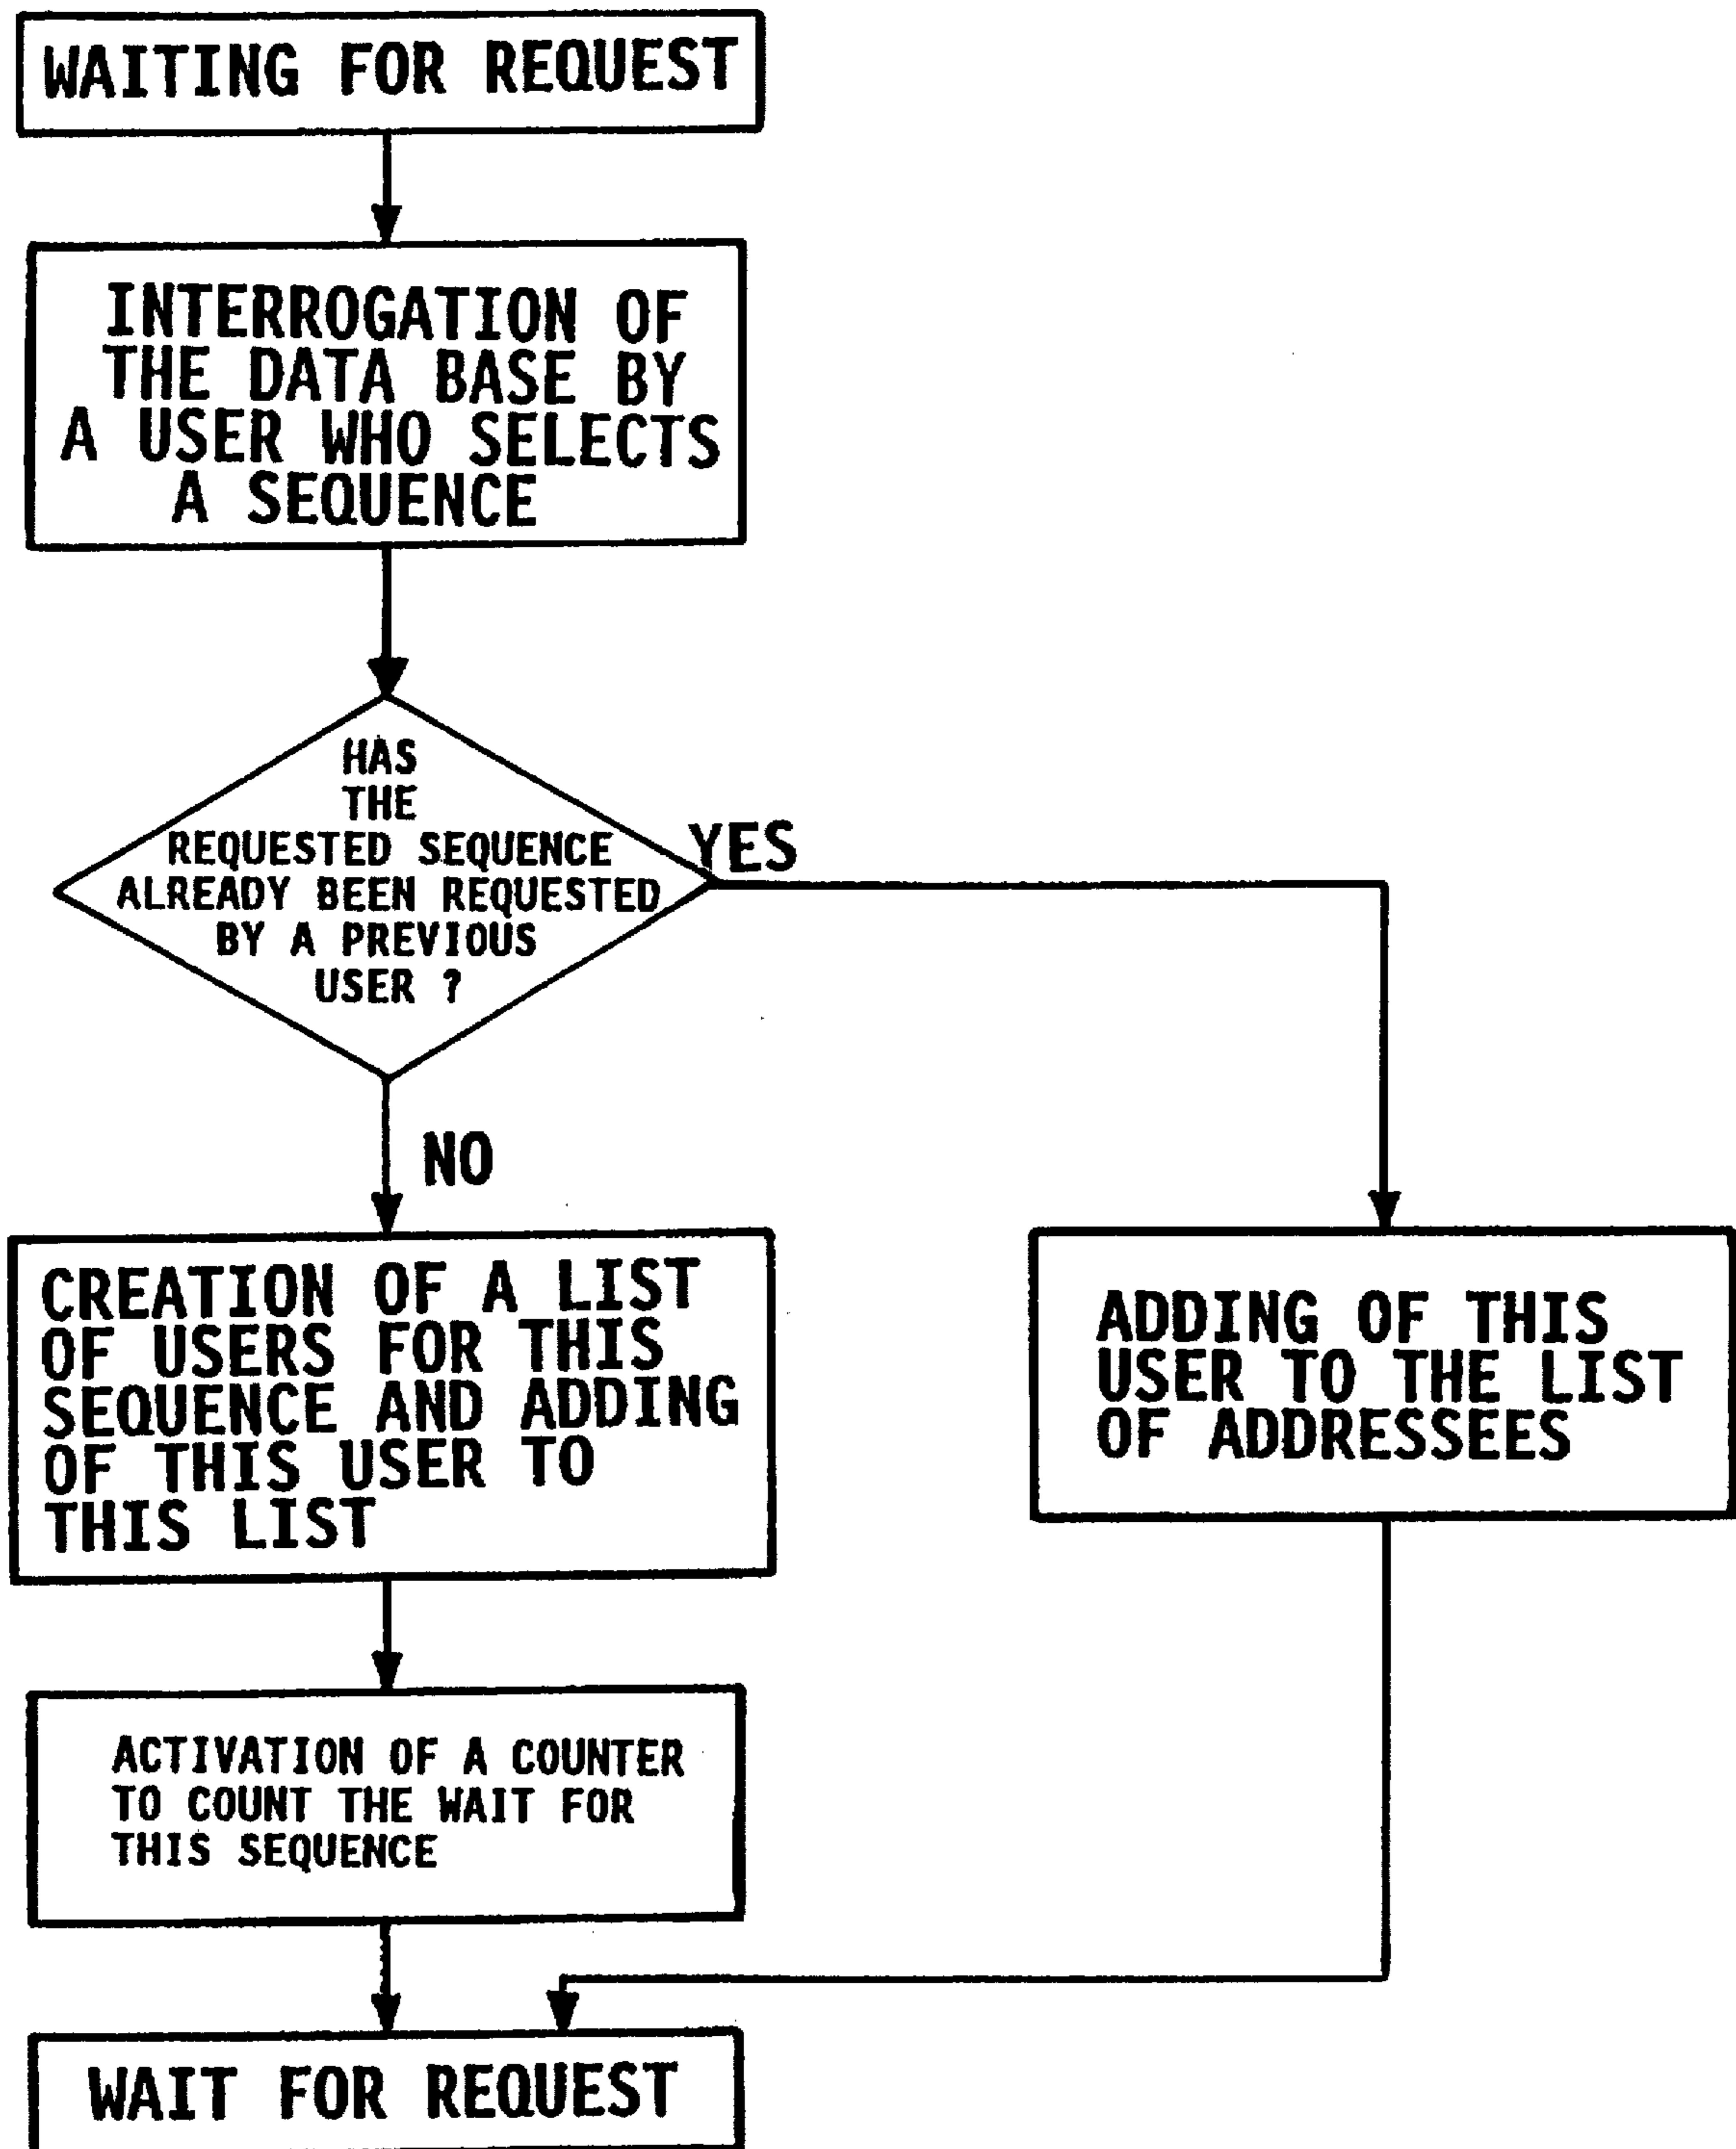 WAITING FOR REQUEST
INTERROGATION OF
THE DATA BASE BY
A USER WHO SELECTS
A SEQUENCE
HAS
THE
REQUESTED SEQUENCE
ALREADY BEEN REQUESTED
BY A PREVIOUS
USER ?
YES
NO
CREATION OF A LIST
OF USERS FOR THIS
SEQUENCE AND ADDING
OF THIS USER TO
THIS LIST
ADDING OF THIS
USER TO THE LIST
OF ADDRESSEES
ACTIVATION OF A COUNTER
TO COUNT THE WAIT FOR
THIS SEQUENCE
WAIT FOR REQUEST